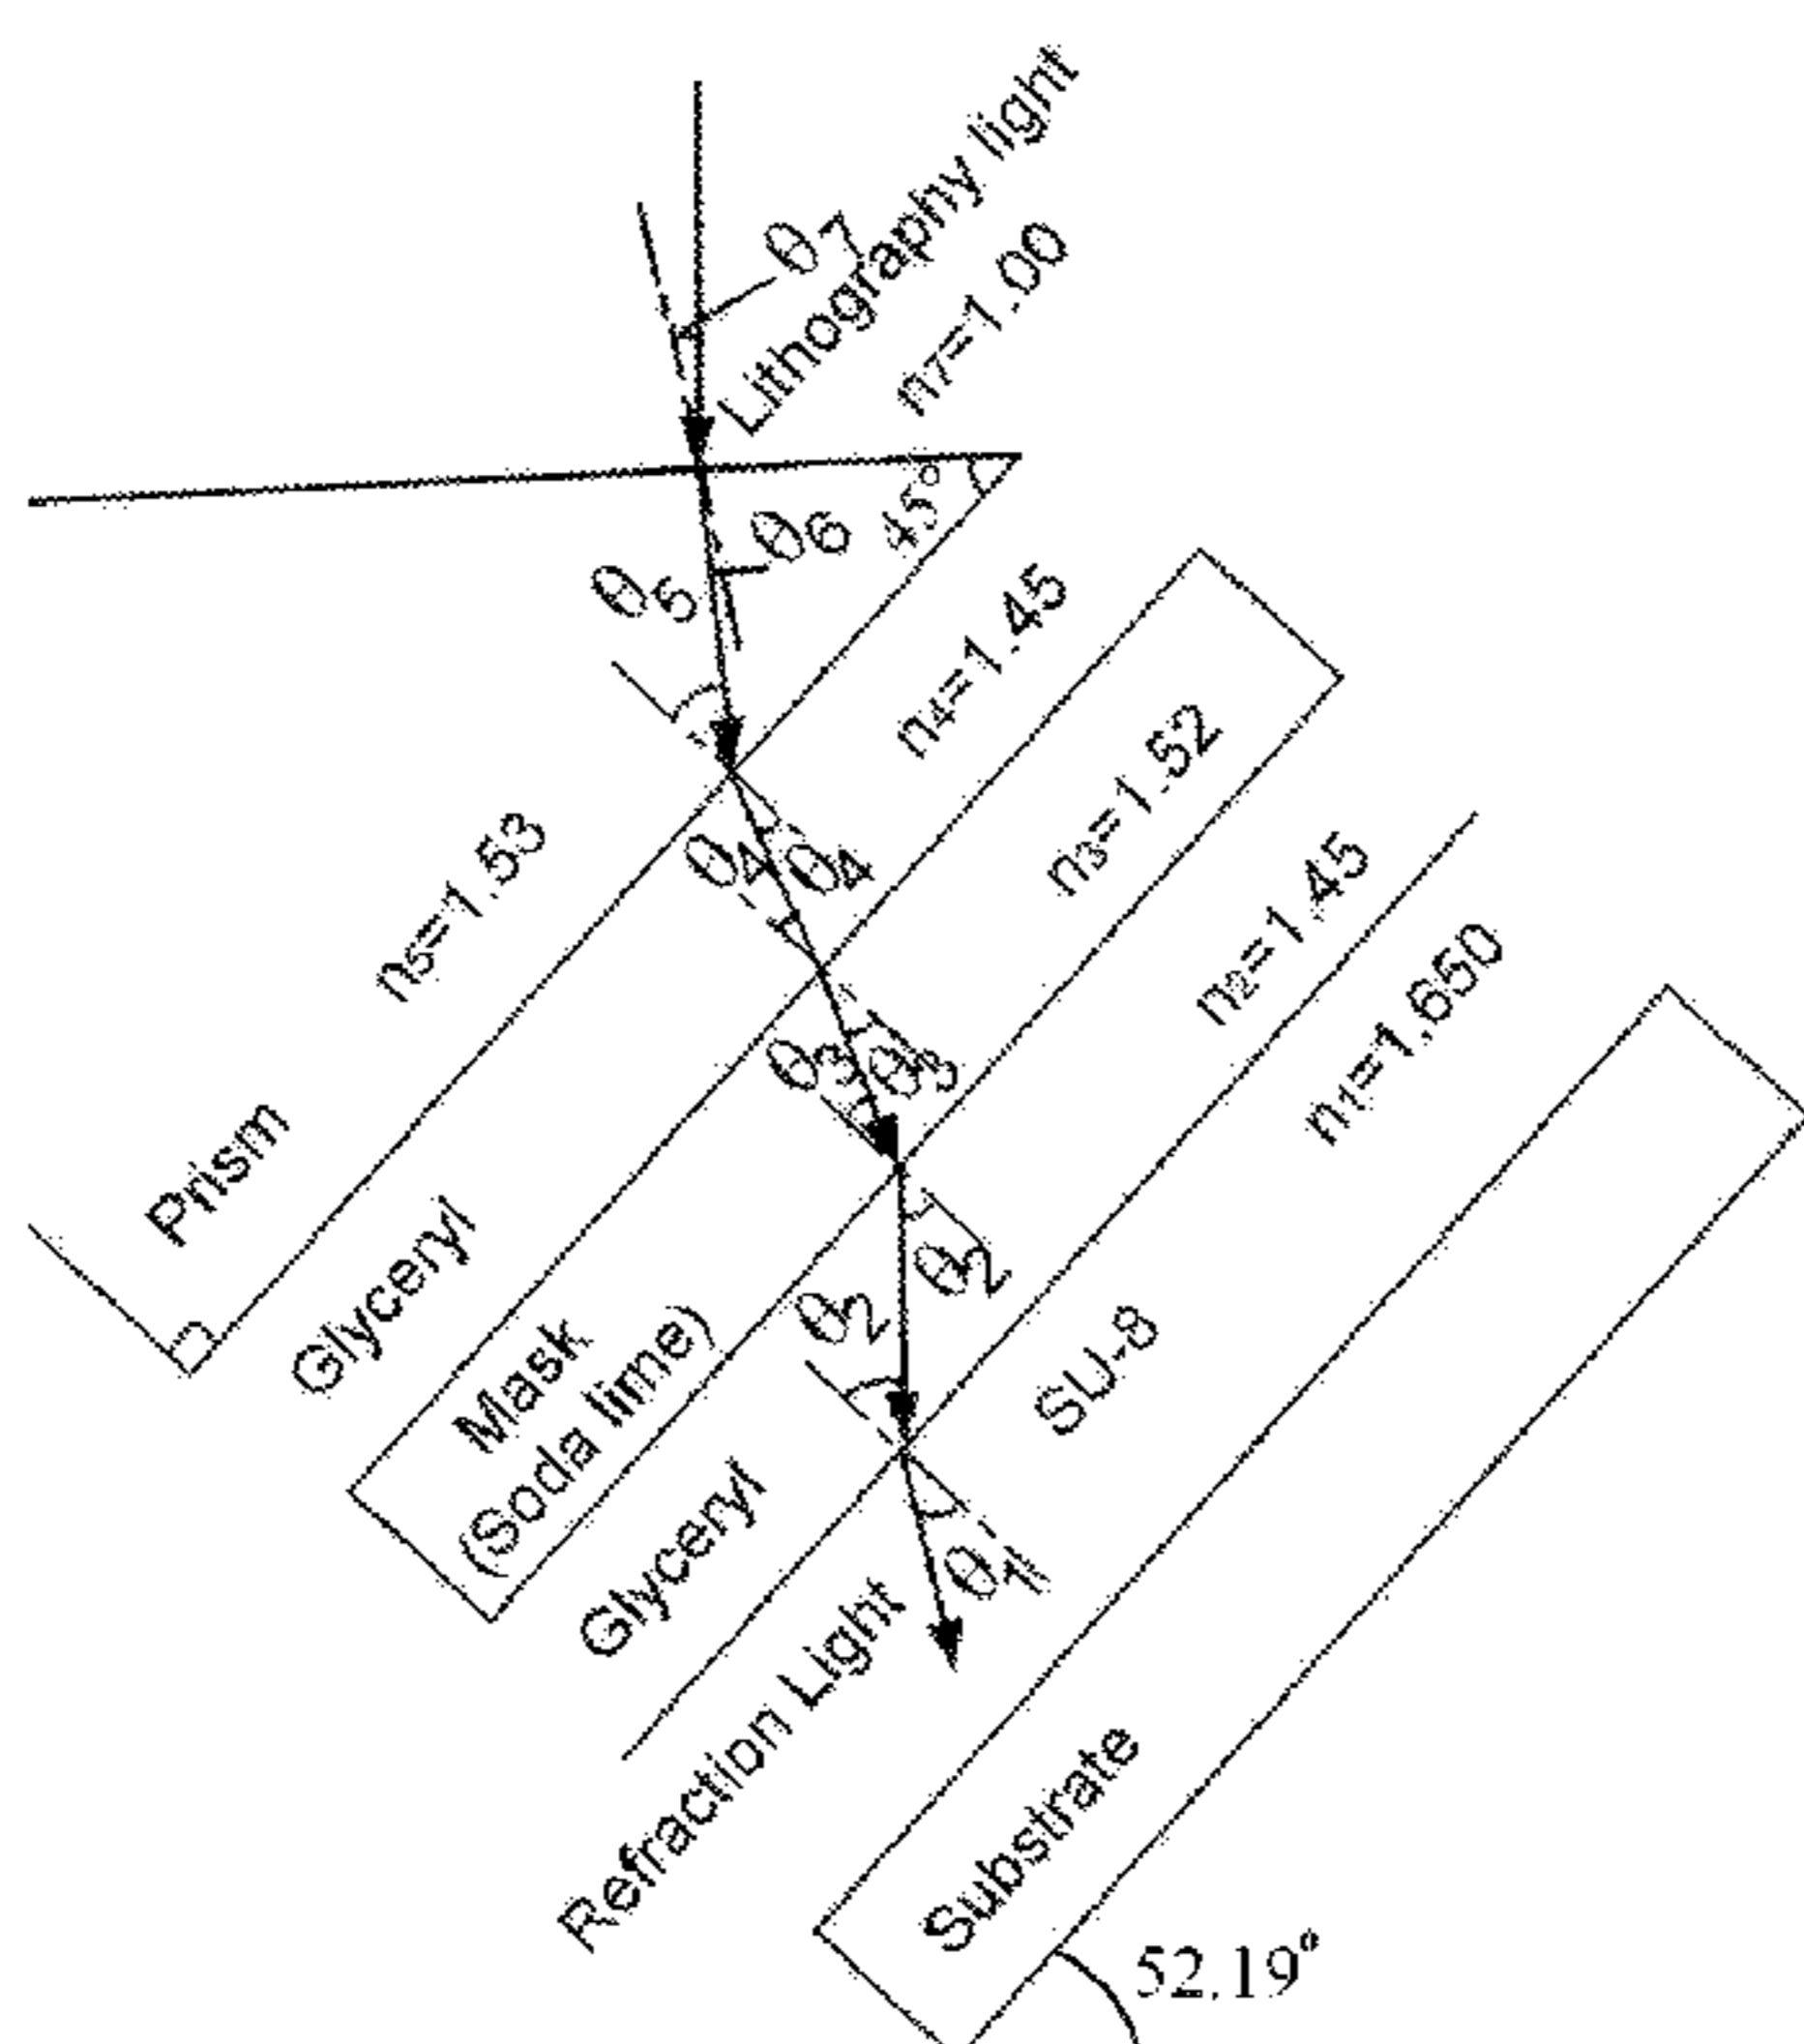 θ7
Lithography light
n7=1.00
45°
θ6
θ5
n4=1.45
n5=1.53
θ4
θ4
n3=1.52
θ3
θ3
n2=1.45
n1=1.650
Prism
Glyceryl
Mask
(Soda lime)
θ2
θ2
SU-8
Glyceryl
θ1
Refraction Light
Substrate
52.19°